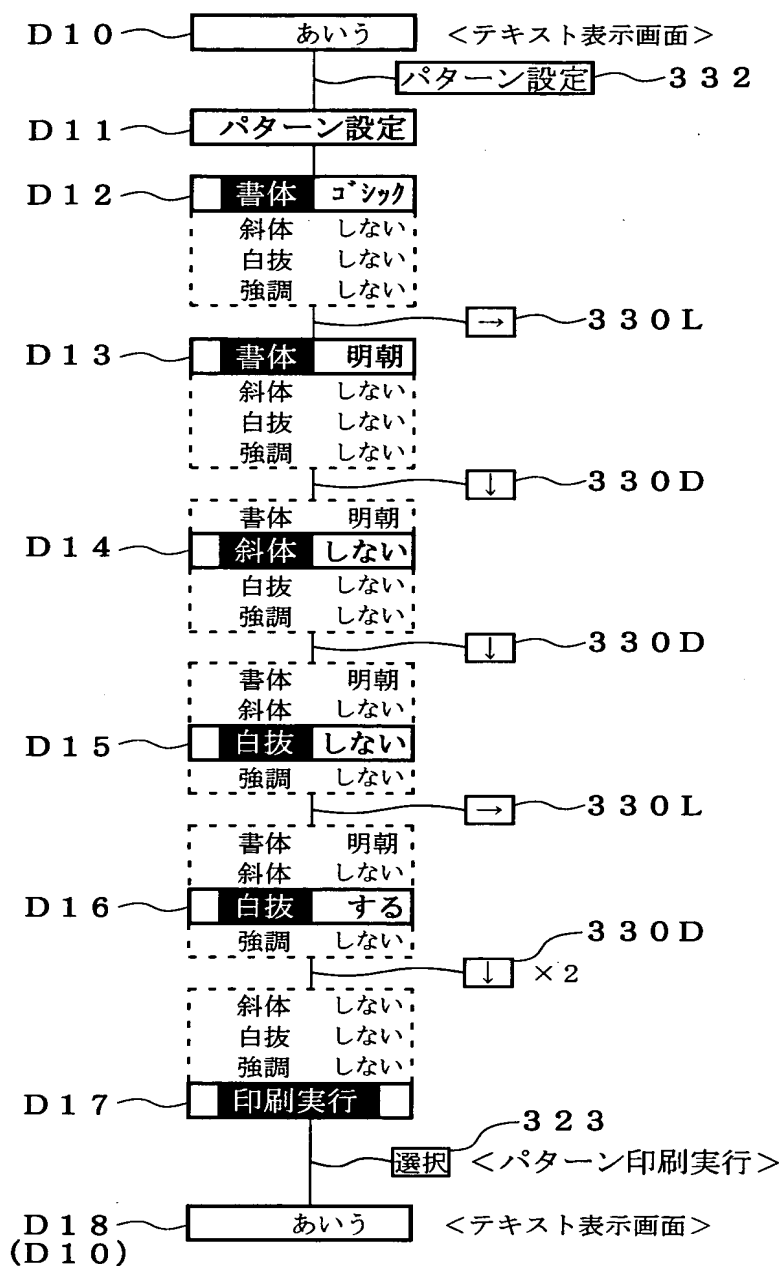 D10 あいう <テキスト表示画面>
パターン設定 332
D11 パターン設定
D12 書体 ゴシック
斜体 しない
白抜 しない
強調 しない
→ 330L
D13 書体 明朝
斜体 しない
白抜 しない
強調 しない
↓ 330D
書体 明朝
D14 斜体 しない
白抜 しない
強調 しない
↓ 330D
書体 明朝
斜体 しない
D15 白抜 しない
強調 しない
→ 330L
書体 明朝
斜体 しない
D16 白抜 する
強調 しない
330D
↓ ×2
斜体 しない
白抜 しない
強調 しない
D17 印刷実行
323
選択 <パターン印刷実行>
D18 あいう <テキスト表示画面>
(D10)